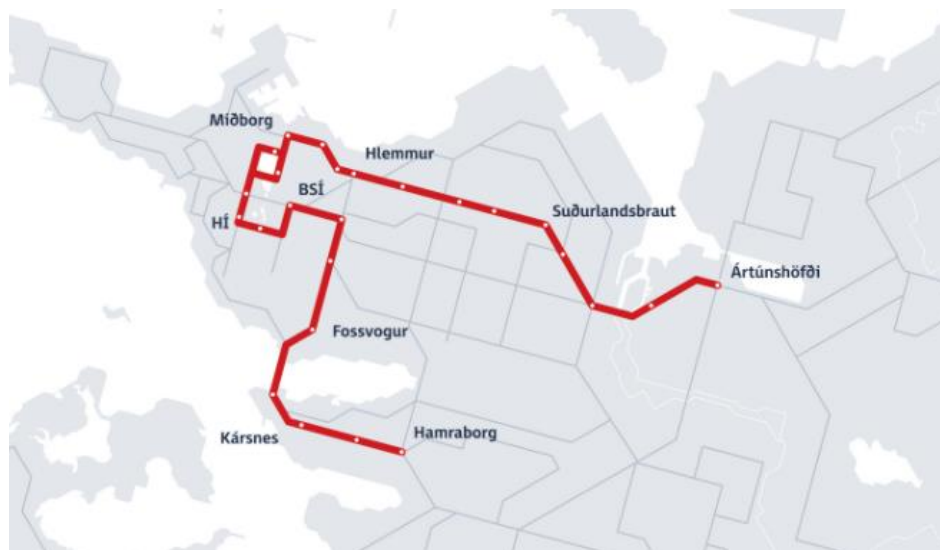 Miðborg
Hlemmur
BSÍ
HÍ
Suðurlandsbraut
Ártúnshöfði
Fossvogur
Kársnes
Hamraborg